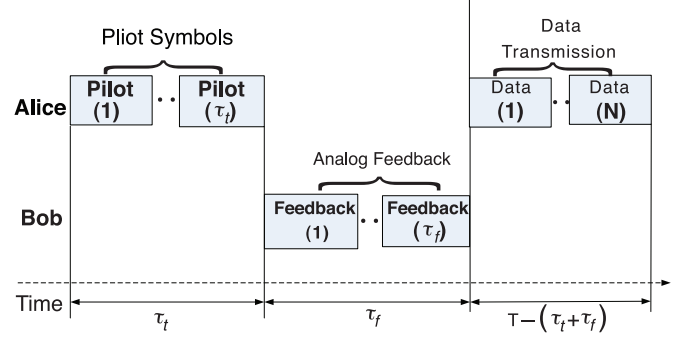 Pliot Symbols
Data
Transmission
Alice
Pilot
(1)
..
Pilot
(τt)
Data
(1)
..
Data
(N)
Analog Feedback
Bob
Feedback
(1)
..
Feedback
(τf)
Time
τt
τf
T−(τt+τf)